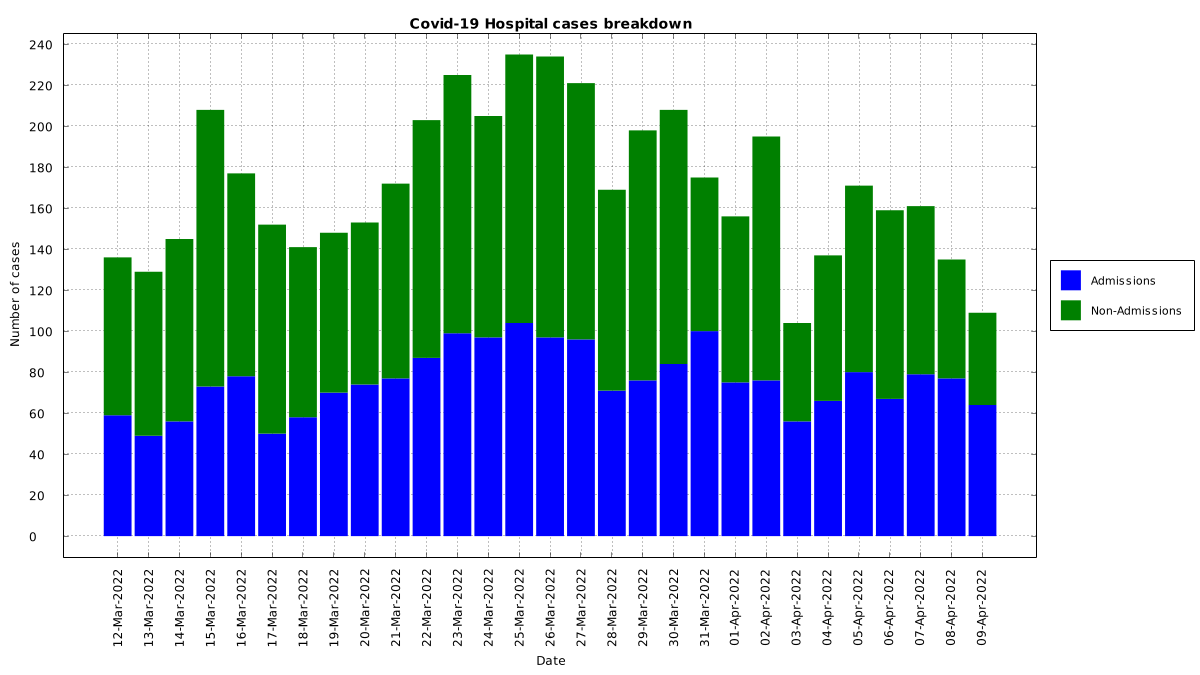 Covid-19 Hospital cases breakdown
240
220
200
180
160
140
120
100
80
60
40
20
0
Number of cases
12-Mar-2022
13-Mar-2022
14-Mar-2022
15-Mar-2022
16-Mar-2022
17-Mar-2022
18-Mar-2022
19-Mar-2022
20-Mar-2022
21-Mar-2022
22-Mar-2022
23-Mar-2022
24-Mar-2022
25-Mar-2022
26-Mar-2022
27-Mar-2022
28-Mar-2022
29-Mar-2022
30-Mar-2022
31-Mar-2022
01-Apr-2022
02-Apr-2022
03-Apr-2022
04-Apr-2022
05-Apr-2022
06-Apr-2022
07-Apr-2022
08-Apr-2022
09-Apr-2022
Date
Admissions
Non-Admissions